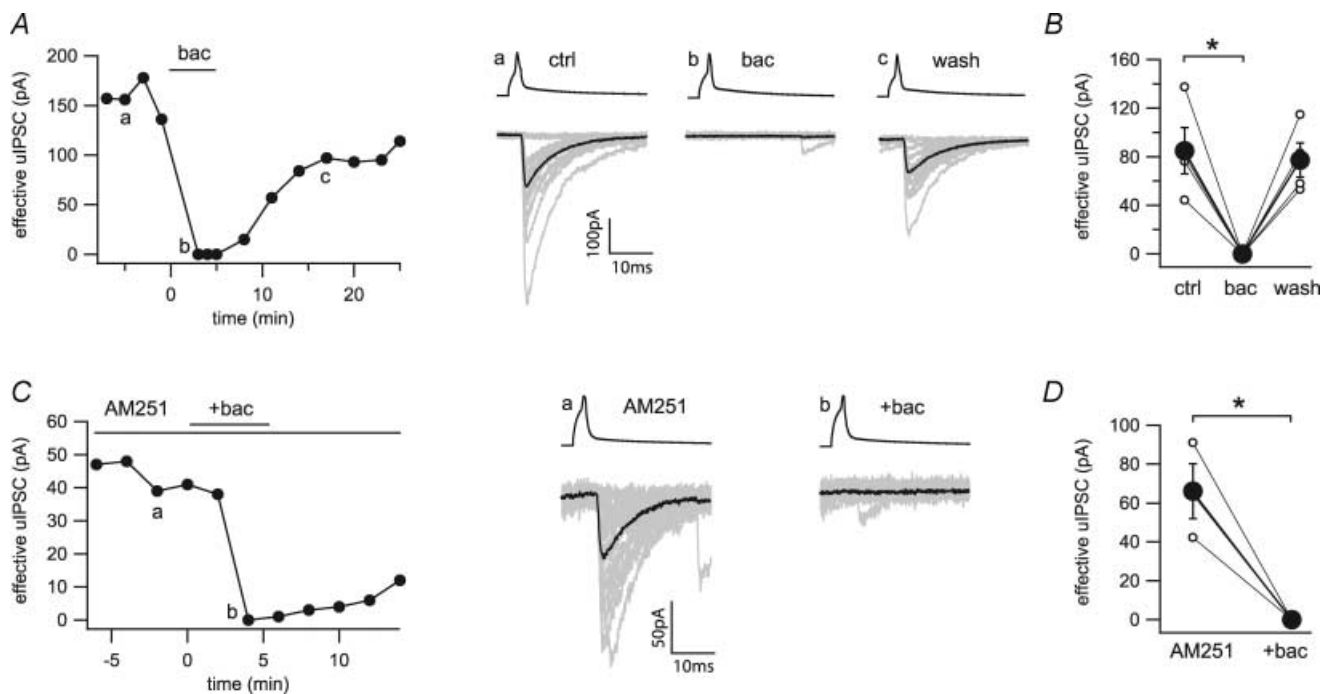 A
bac
effective uIPSC (pA)
200
150
100
50
0
a
b
c
0
10
20
time (min)
a
ctrl
b
bac
c
wash
100pA
10ms
B
*
effective uIPSC (pA)
160
120
80
40
0
ctrl
bac
wash
C
AM251
+bac
effective uIPSC (pA)
60
50
40
30
20
10
0
a
b
-5
0
5
10
time (min)
a
AM251
b
+bac
50pA
10ms
D
*
effective uIPSC (pA)
100
80
60
40
20
0
AM251
+bac